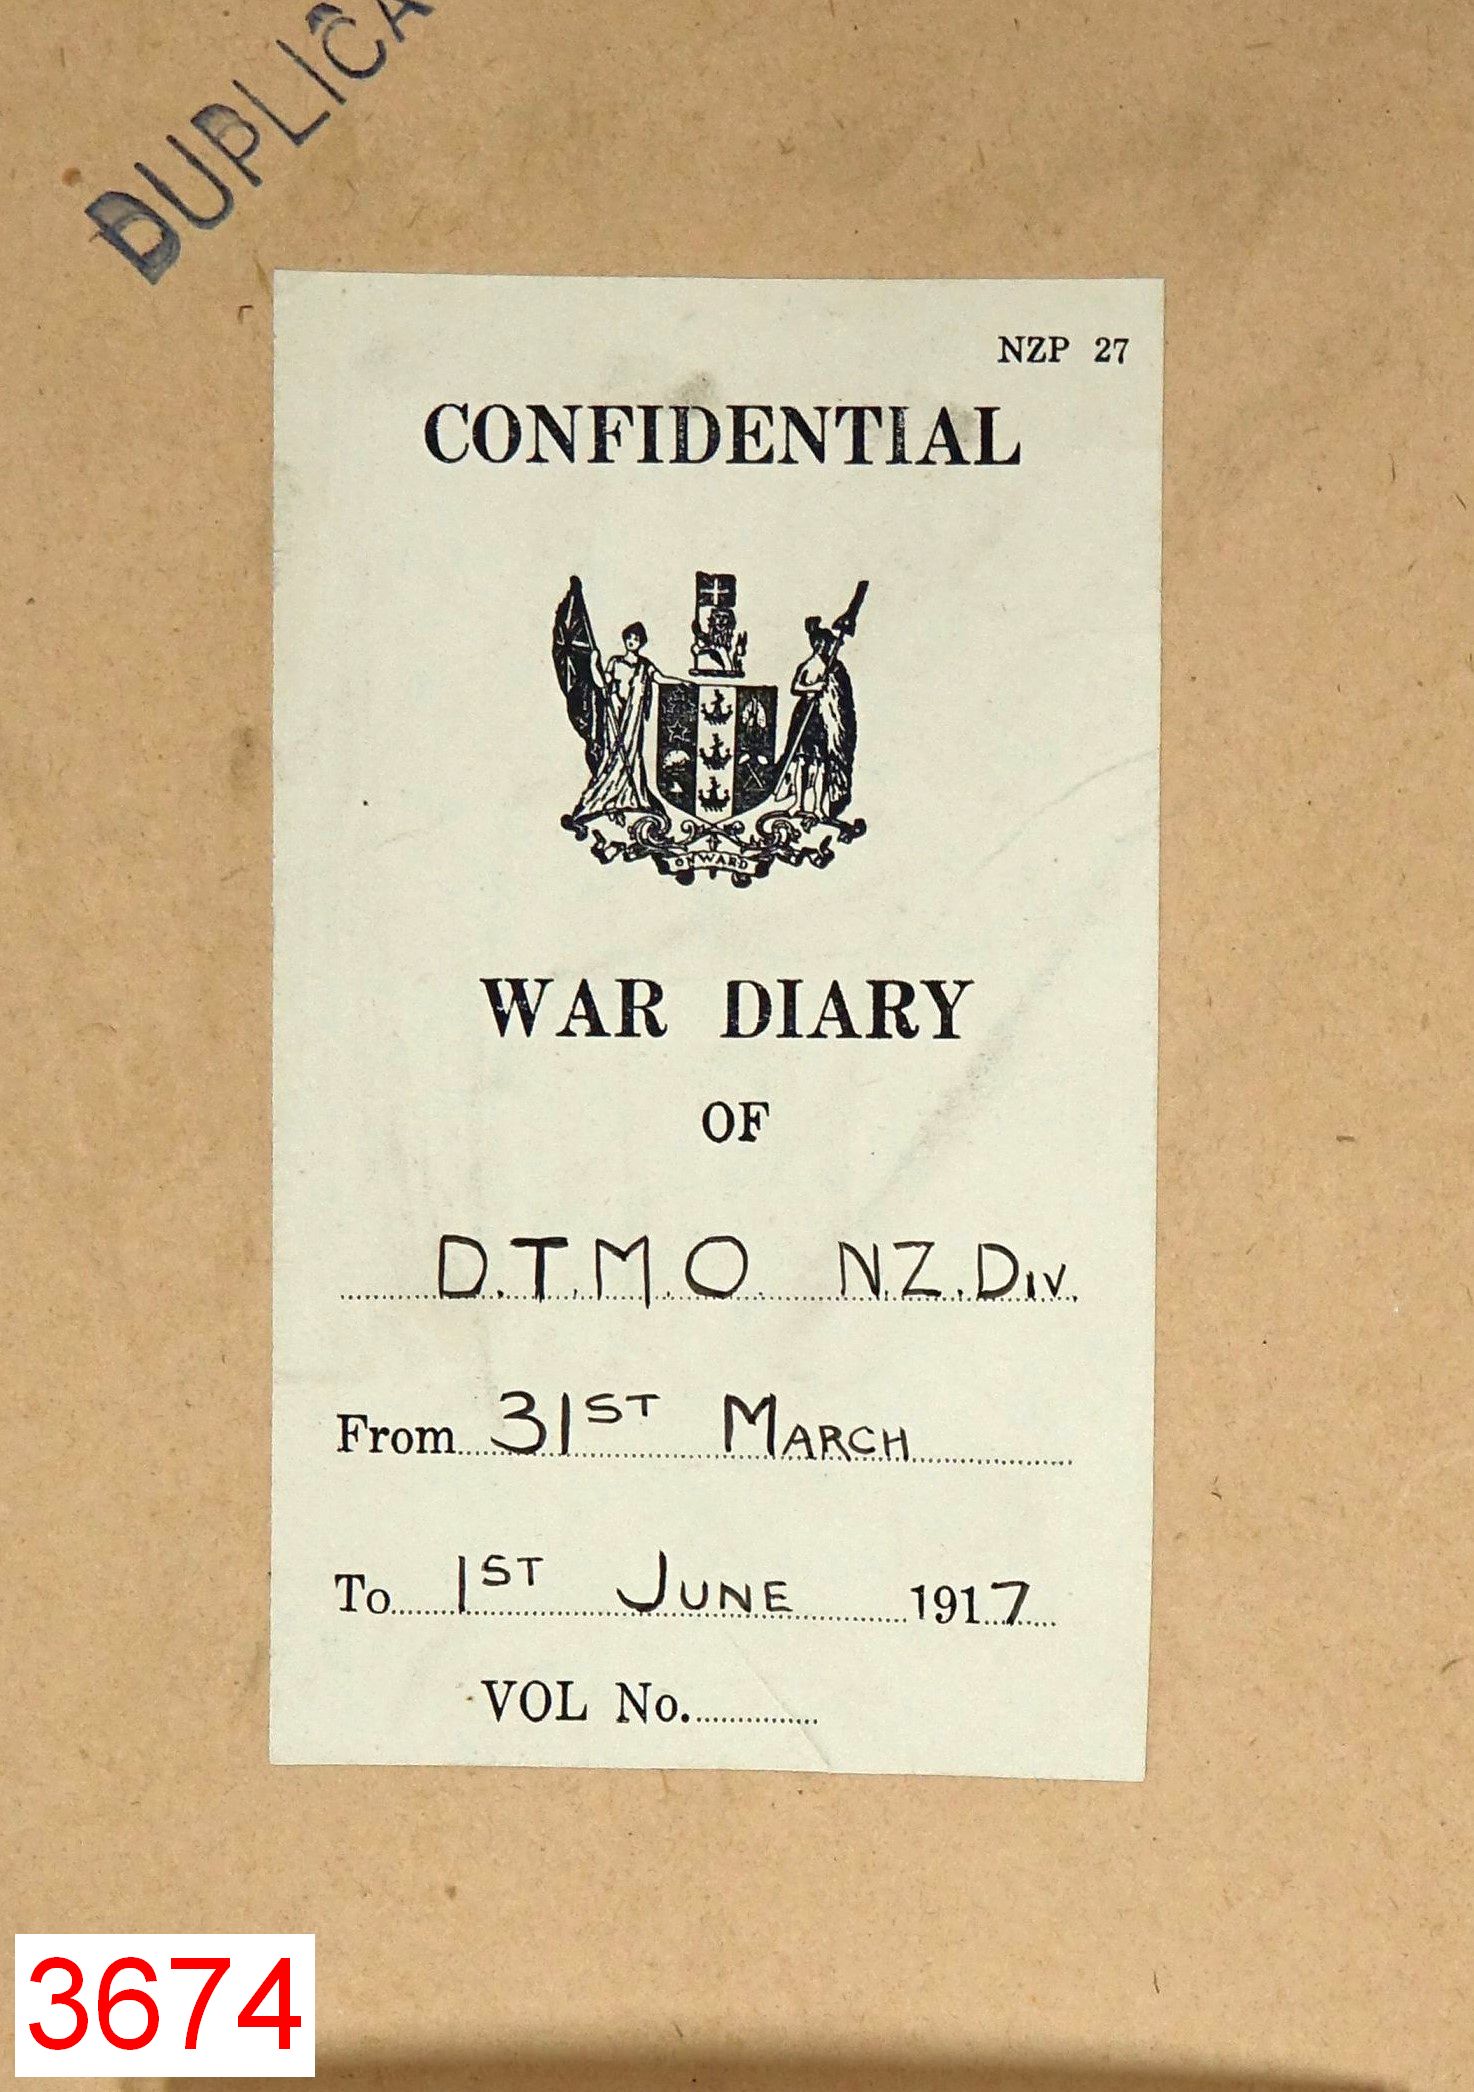 DUPLICA
NZP 27
CONFIDENTIAL
ONWARD
WAR DIARY
OF
D.T.M.O. N.Z.Div.
From 31ST MARCH
To 1ST JUNE 1917
VOL No.
3674